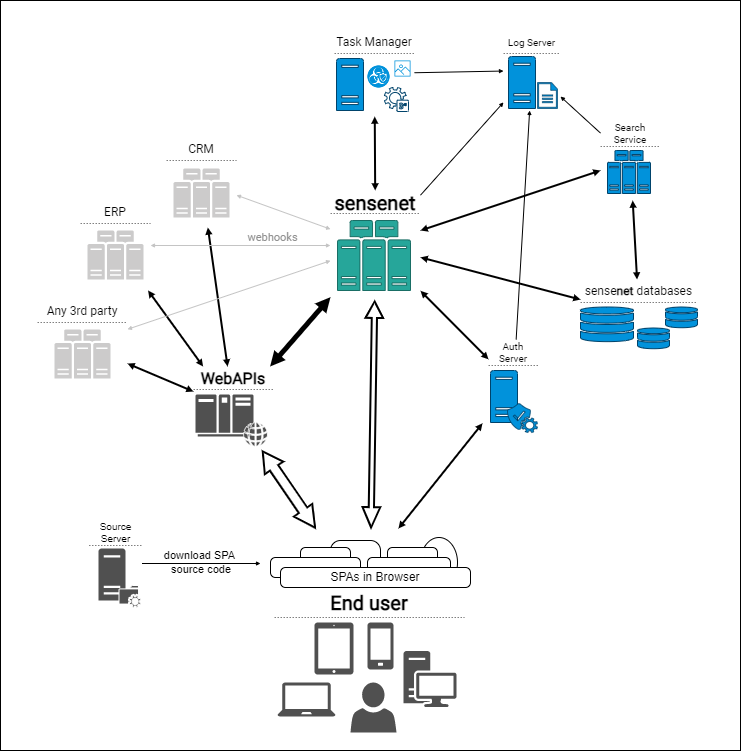 Task Manager
Log Server
Search
Service
CRM
sensenet
ERP
webhooks
sensenet databases
Any 3rd party
Auth
Server
WebAPIs
Source
Server
download SPA
source code
SPAs in Browser
End user